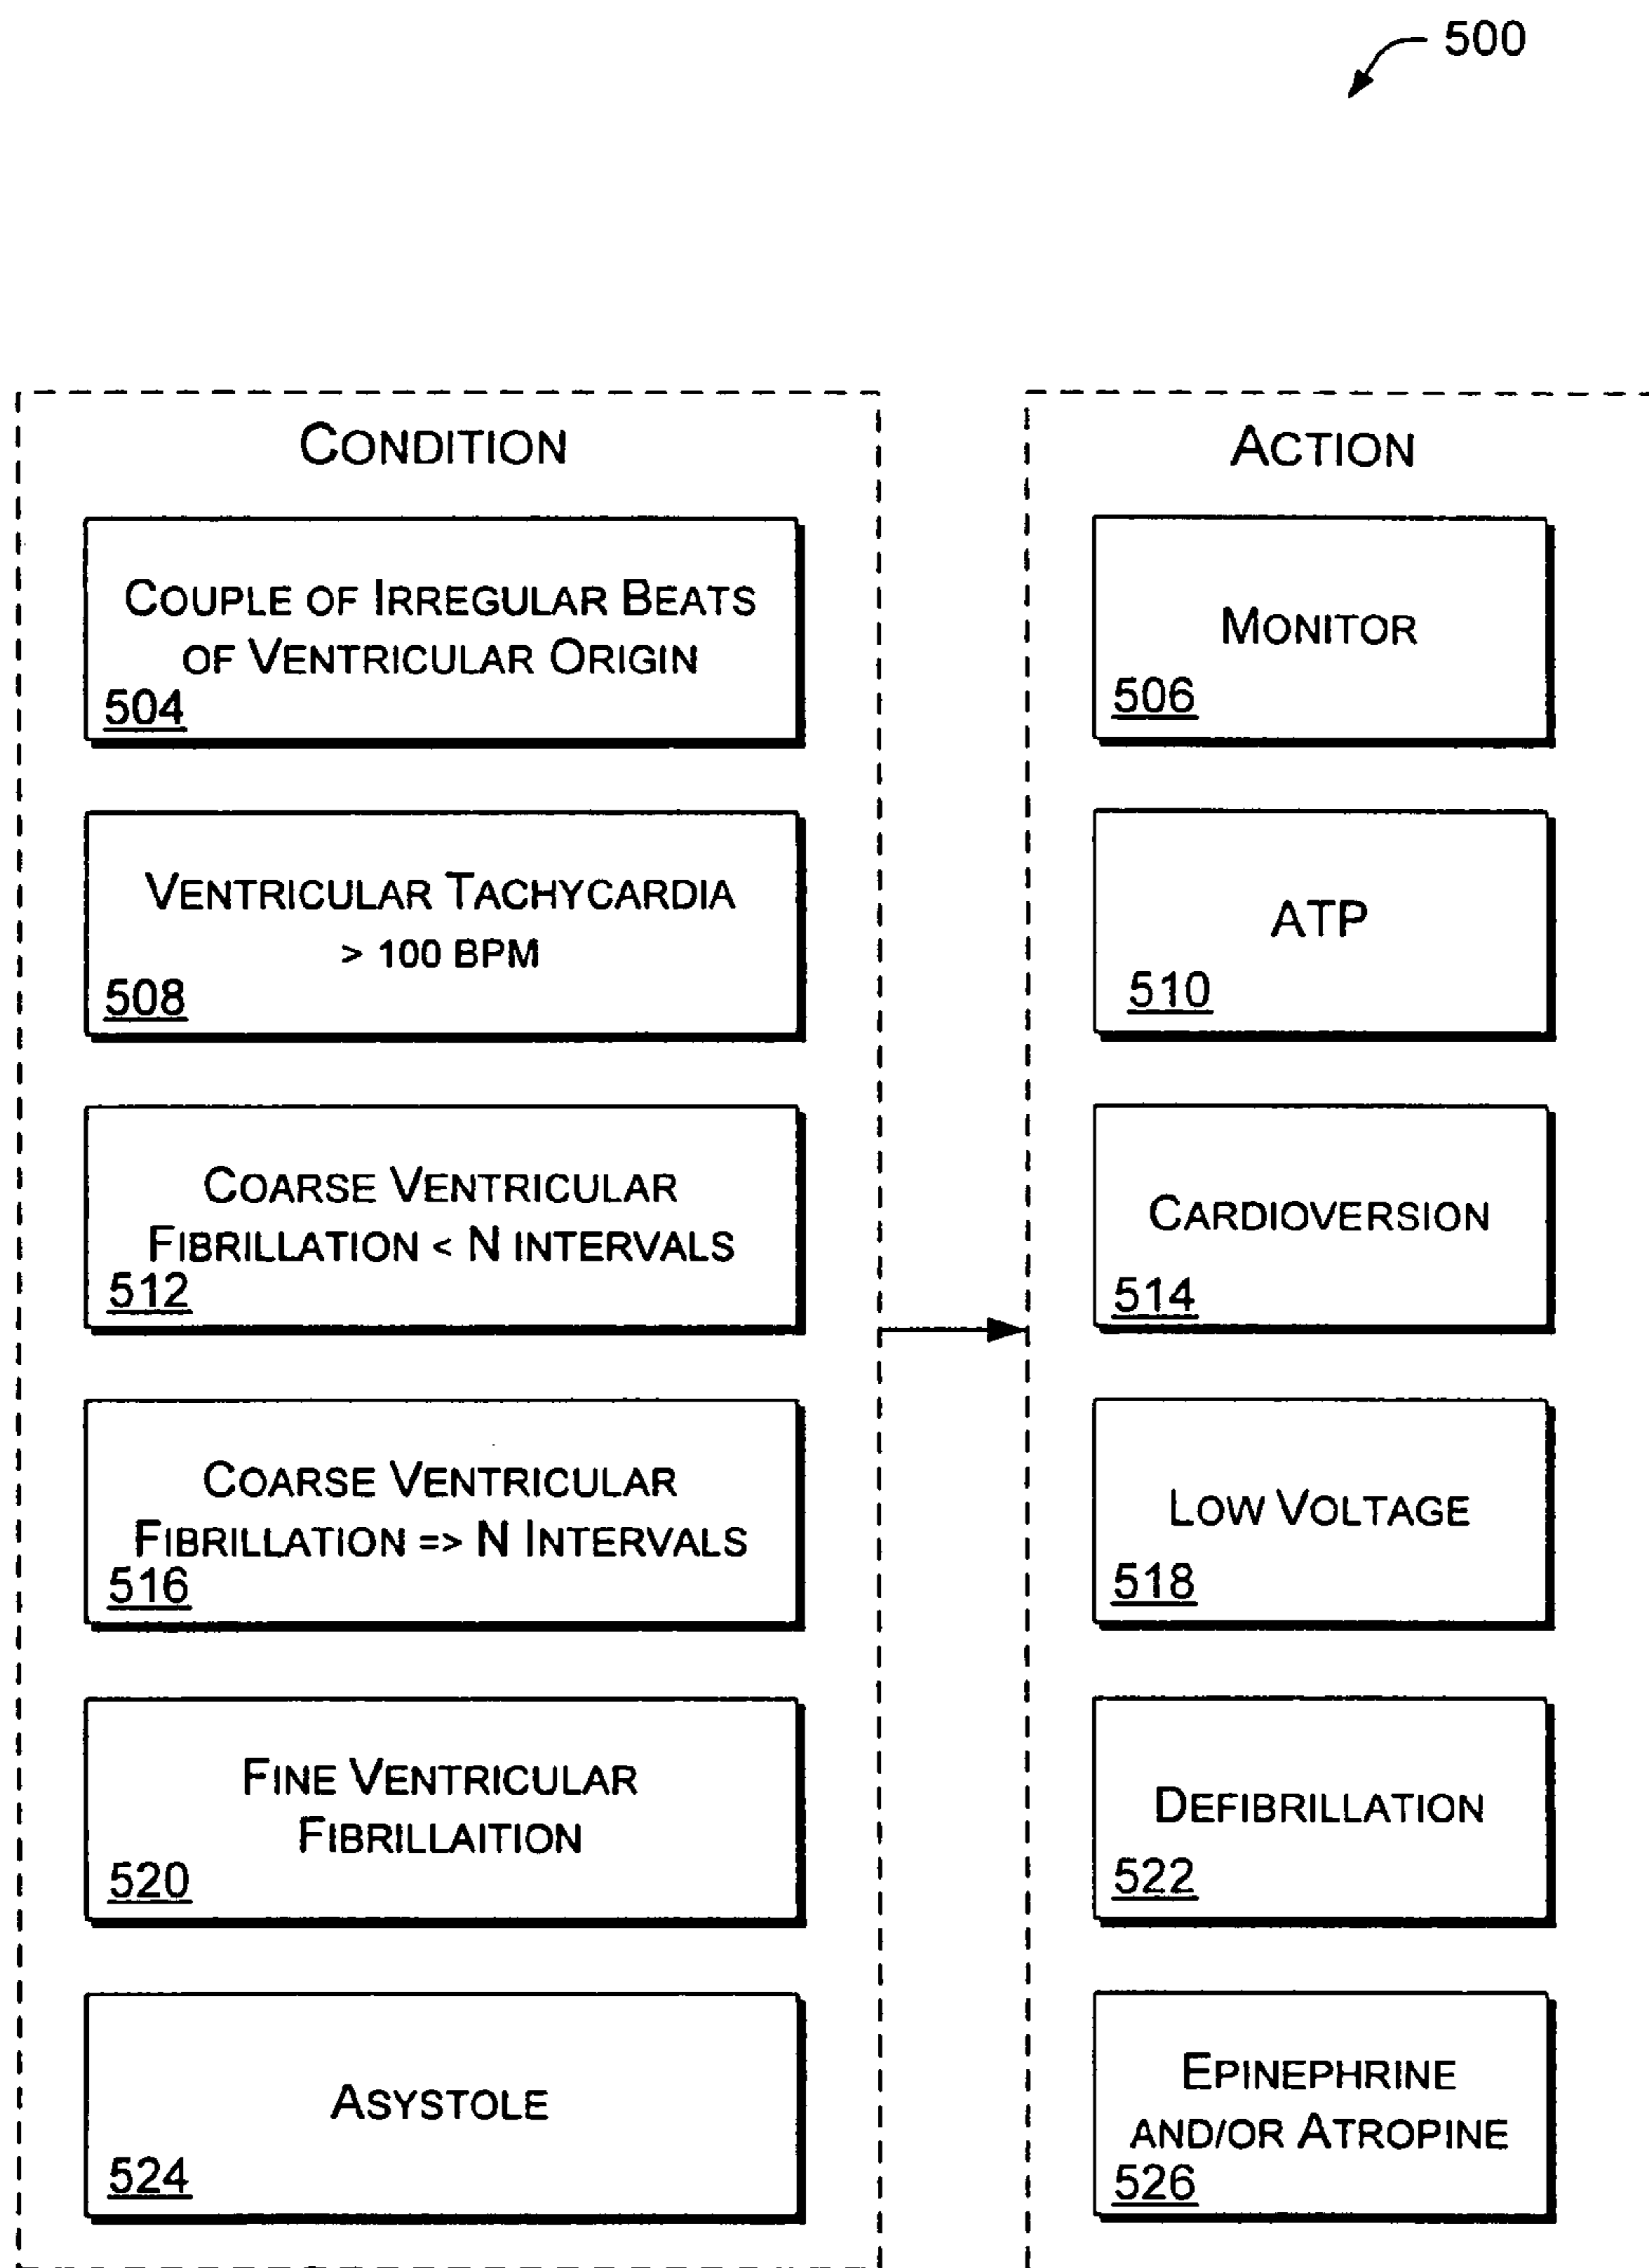 500
CONDITION
COUPLE OF IRREGULAR BEATS
OF VENTRICULAR ORIGIN
504
VENTRICULAR TACHYCARDIA
> 100 BPM
508
COARSE VENTRICULAR
FIBRILLATION < N INTERVALS
512
COARSE VENTRICULAR
FIBRILLATION => N INTERVALS
516
FINE VENTRICULAR
FIBRILLAITION
520
ASYSTOLE
524
ACTION
MONITOR
506
ATP
510
CARDIOVERSION
514
LOW VOLTAGE
518
DEFIBRILLATION
522
EPINEPHRINE
AND/OR ATROPINE
526